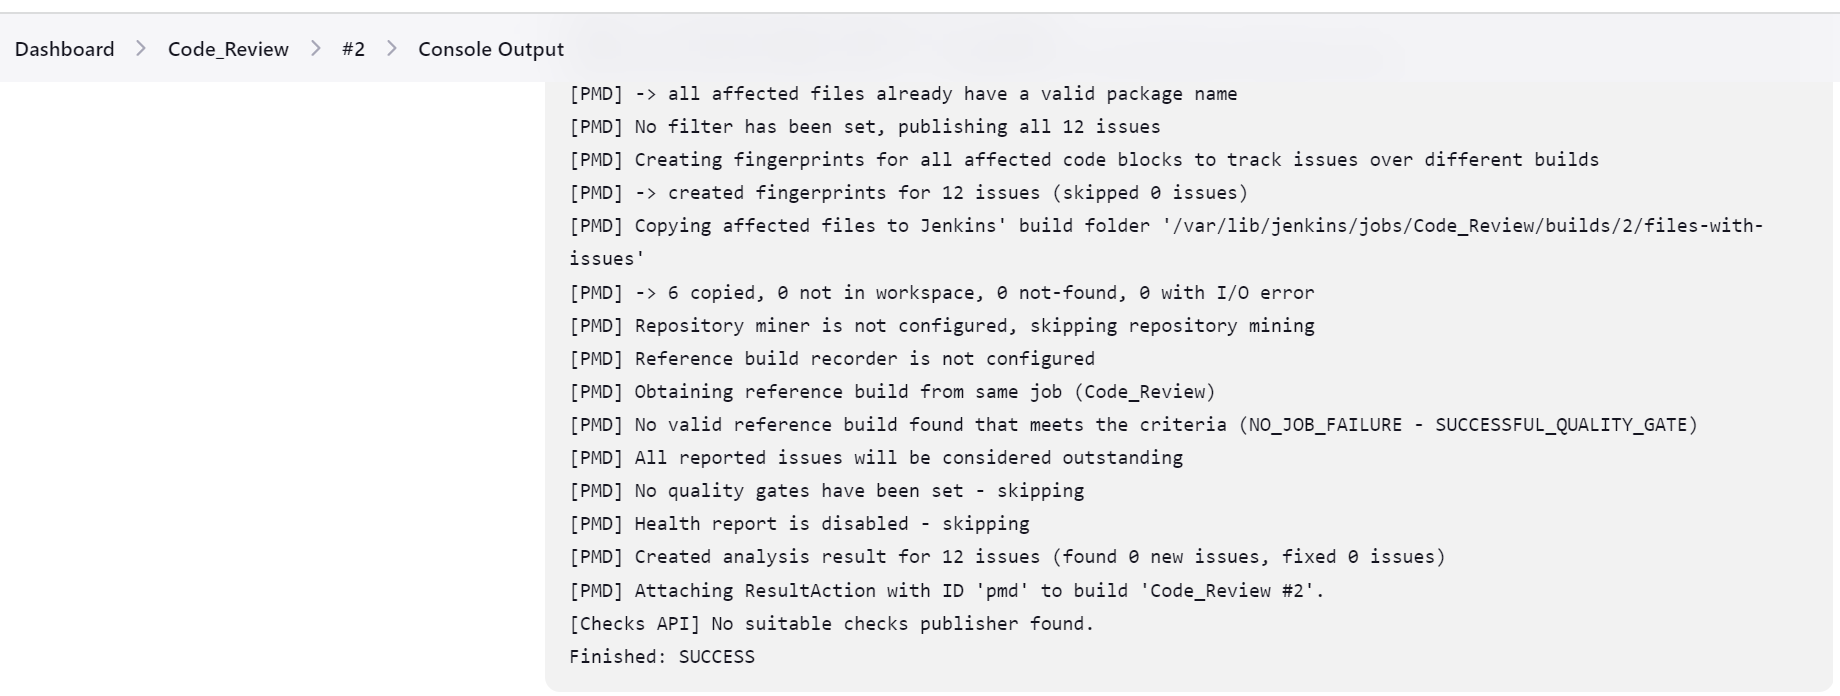 Dashboard > Code_Review > #2 > Console Output
[PMD] -> all affected files already have a valid package name
[PMD] No filter has been set, publishing all 12 issues
[PMD] Creating fingerprints for all affected code blocks to track issues over different builds
[PMD] -> created fingerprints for 12 issues (skipped 0 issues)
[PMD] Copying affected files to Jenkins' build folder '/var/lib/jenkins/jobs/Code_Review/builds/2/files-with-
issues'
[PMD] -> 6 copied, 0 not in workspace, 0 not-found, 0 with I/O error
[PMD] Repository miner is not configured, skipping repository mining
[PMD] Reference build recorder is not configured
[PMD] Obtaining reference build from same job (Code_Review)
[PMD] No valid reference build found that meets the criteria (NO_JOB_FAILURE - SUCCESSFUL_QUALITY_GATE)
[PMD] All reported issues will be considered outstanding
[PMD] No quality gates have been set - skipping
[PMD] Health report is disabled - skipping
[PMD] Created analysis result for 12 issues (found 0 new issues, fixed 0 issues)
[PMD] Attaching ResultAction with ID 'pmd' to build 'Code_Review #2'.
[Checks API] No suitable checks publisher found.
Finished: SUCCESS